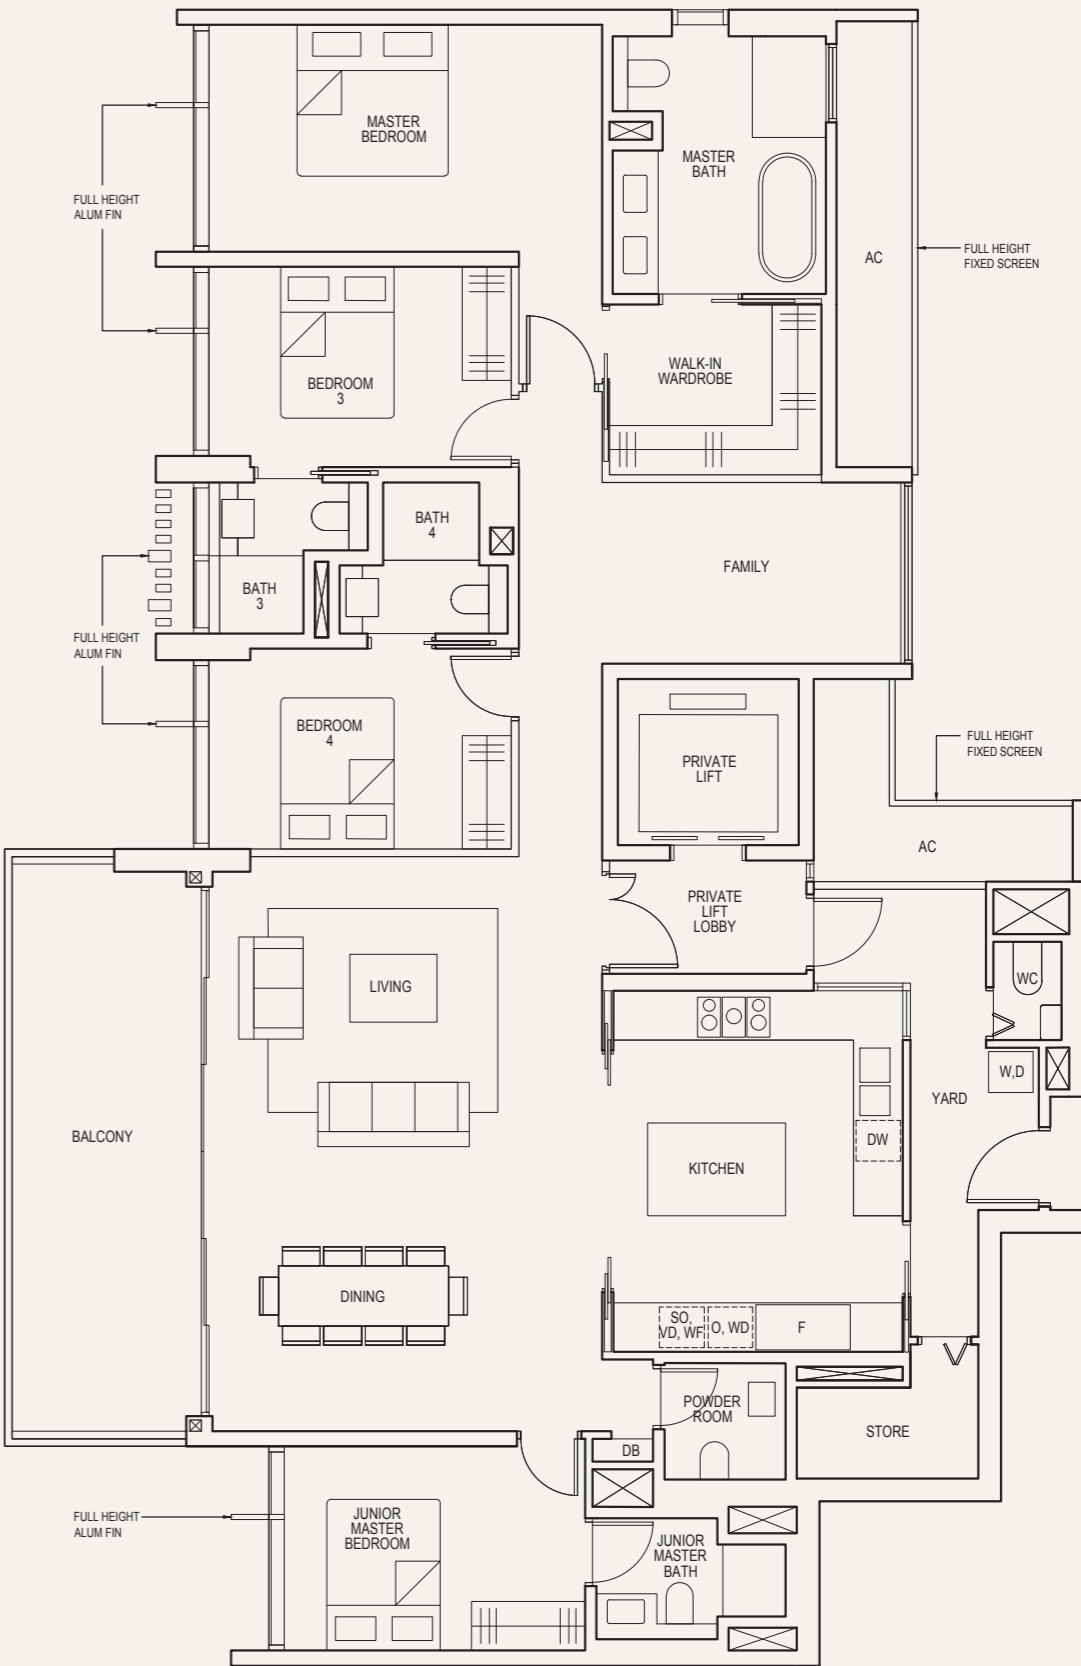 MASTER
BEDROOM
MASTER
BATH
FULL HEIGHT
ALUM FIN
AC
FULL HEIGHT
FIXED SCREEN
BEDROOM
3
WALK-IN
WARDROBE
BATH
4
FAMILY
BATH
3
FULL HEIGHT
ALUM FIN
BEDROOM
4
PRIVATE
LIFT
FULL HEIGHT
FIXED SCREEN
AC
PRIVATE
LIFT
LOBBY
LIVING
WC
W,D
YARD
BALCONY
DW
KITCHEN
DINING
SO,
VD, WF
O, WD
F
POWDER
ROOM
STORE
DB
FULL HEIGHT
ALUM FIN
JUNIOR
MASTER
BEDROOM
JUNIOR
MASTER
BATH